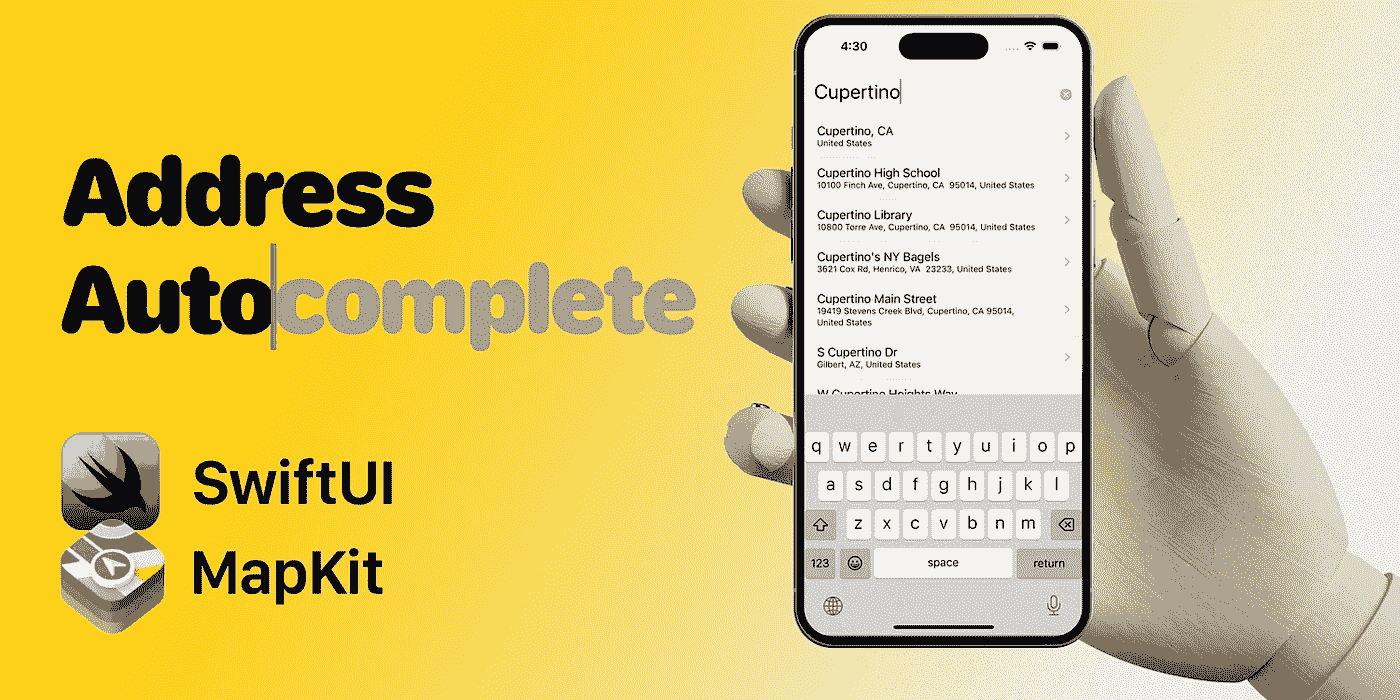 Address
Autocomplete
SwiftUI
MapKit
4:30
Cupertino
Cupertino, CA
United States
Cupertino High School
10100 Finch Ave, Cupertino, CA 95014, United States
Cupertino Library
10800 Torre Ave, Cupertino, CA 95014, United States
Cupertino's NY Bagels
3621 Cox Rd, Henrico, VA 23233, United States
Cupertino Main Street
19419 Stevens Creek Blvd, Cupertino, CA 95014,
United States
S Cupertino Dr
Gilbert, AZ, United States
W Cupertino Heights Way
q w e r t y u i o p
a s d f g h j k l
z x c v b n m
123 space return